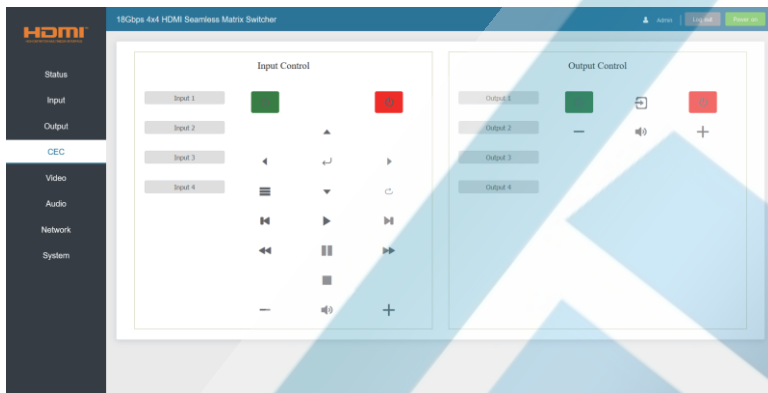 18Gbps 4x4 HDMI Seamless Matrix Switcher
Admin
Log out
Power on
HDMI
Status
Input
Output
CEC
Video
Audio
Network
System
Input Control
Input 1
Input 2
Input 3
Input 4
Output Control
Output 1
Output 2
Output 3
Output 4